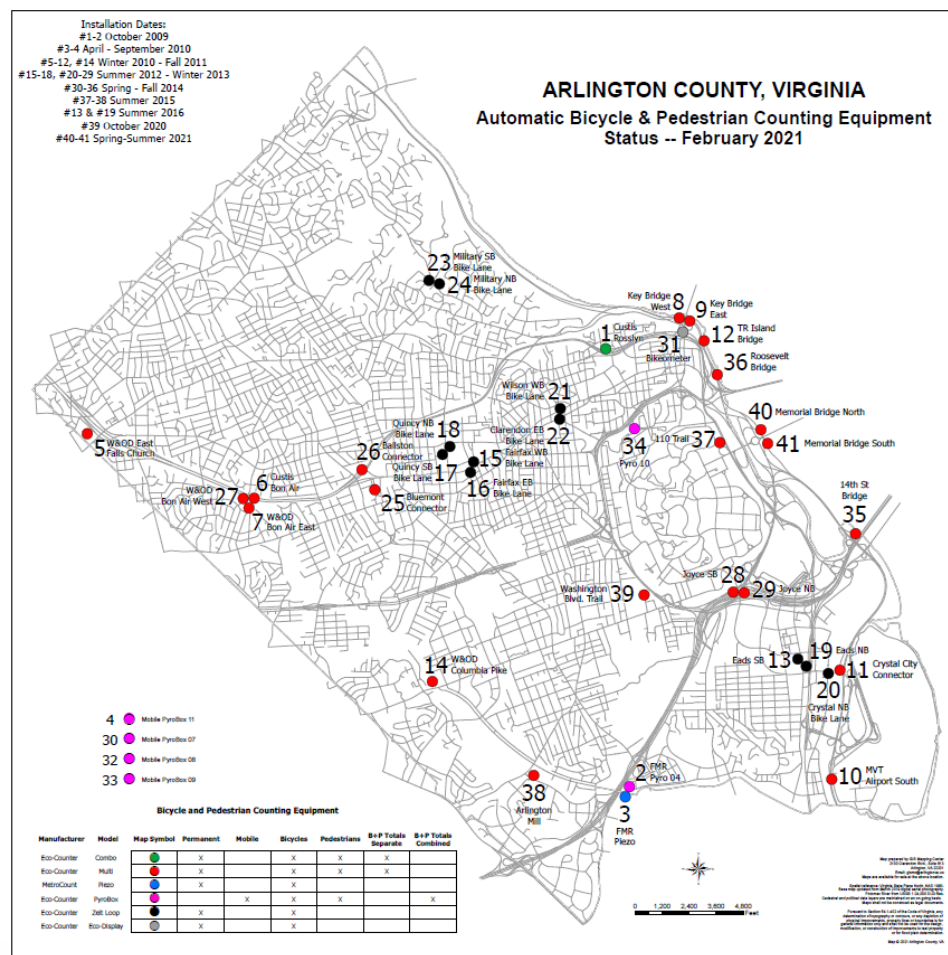 Installation Dates:
#1-2 October 2009
#3-4 April - September 2010
#5-12, #14 Winter 2010 - Fall 2011
#15-18, #20-29 Summer 2012 - Winter 2013
#30-36 Spring - Fall 2014
#37-38 Summer 2015
#13 & #19 Summer 2016
#39 October 2020
#40-41 Spring-Summer 2021
ARLINGTON COUNTY, VIRGINIA
Automatic Bicycle & Pedestrian Counting Equipment
Status -- February 2021
23 Military SB
Bike Lane
24 Military NB
Bike Lane
Key Bridge
West 8
9 Key Bridge
East
1 Custis
Rosslyn
31
Bikeometer
12 TR Island
Bridge
36 Roosevelt
Bridge
Wilson WB
Bike Lane 21
Clarendon EB
Bike Lane 22
34
Pyro 10
110 Trail 37
40 Memorial Bridge North
41 Memorial Bridge South
5 W&OD East
Falls Church
Quincy NB
Bike Lane 18
26 Ballston
Connector
Quincy SB
Bike Lane 17
15 Fairfax WB
Bike Lane
16 Fairfax EB
Bike Lane
25 Bluemont
Connector
6 Custis
Bon Air
W&OD
Bon Air West 27
7 W&OD
Bon Air East
14th St
Bridge
35
Washington
Blvd. Trail 39
Joyce SB 28
29 Joyce NB
14 W&OD
Columbia Pike
Eads SB 13
19 Eads NB
11 Crystal City
Connector
20
Crystal NB
Bike Lane
10 MVT
Airport South
38
Arlington
Mill
2 FMR
Pyro 04
3
FMR
Piezo
4 Mobile PyroBox 11
30 Mobile PyroBox 07
32 Mobile PyroBox 08
33 Mobile PyroBox 09
Bicycle and Pedestrian Counting Equipment
Manufacturer Model Map Symbol Permanent Mobile Bicycles Pedestrians B+P Totals Separate B+P Totals Combined
Eco-Counter Combo X X X X
Eco-Counter Multi X X X X
MetroCount Piezo X X
Eco-Counter PyroBox X X X X
Eco-Counter Zelt Loop X X
Eco-Counter Eco-Display X X
0 1,200 2,400 3,600 4,800
Feet
Map prepared by GIS Mapping Center
Map © 2021 Arlington County, VA